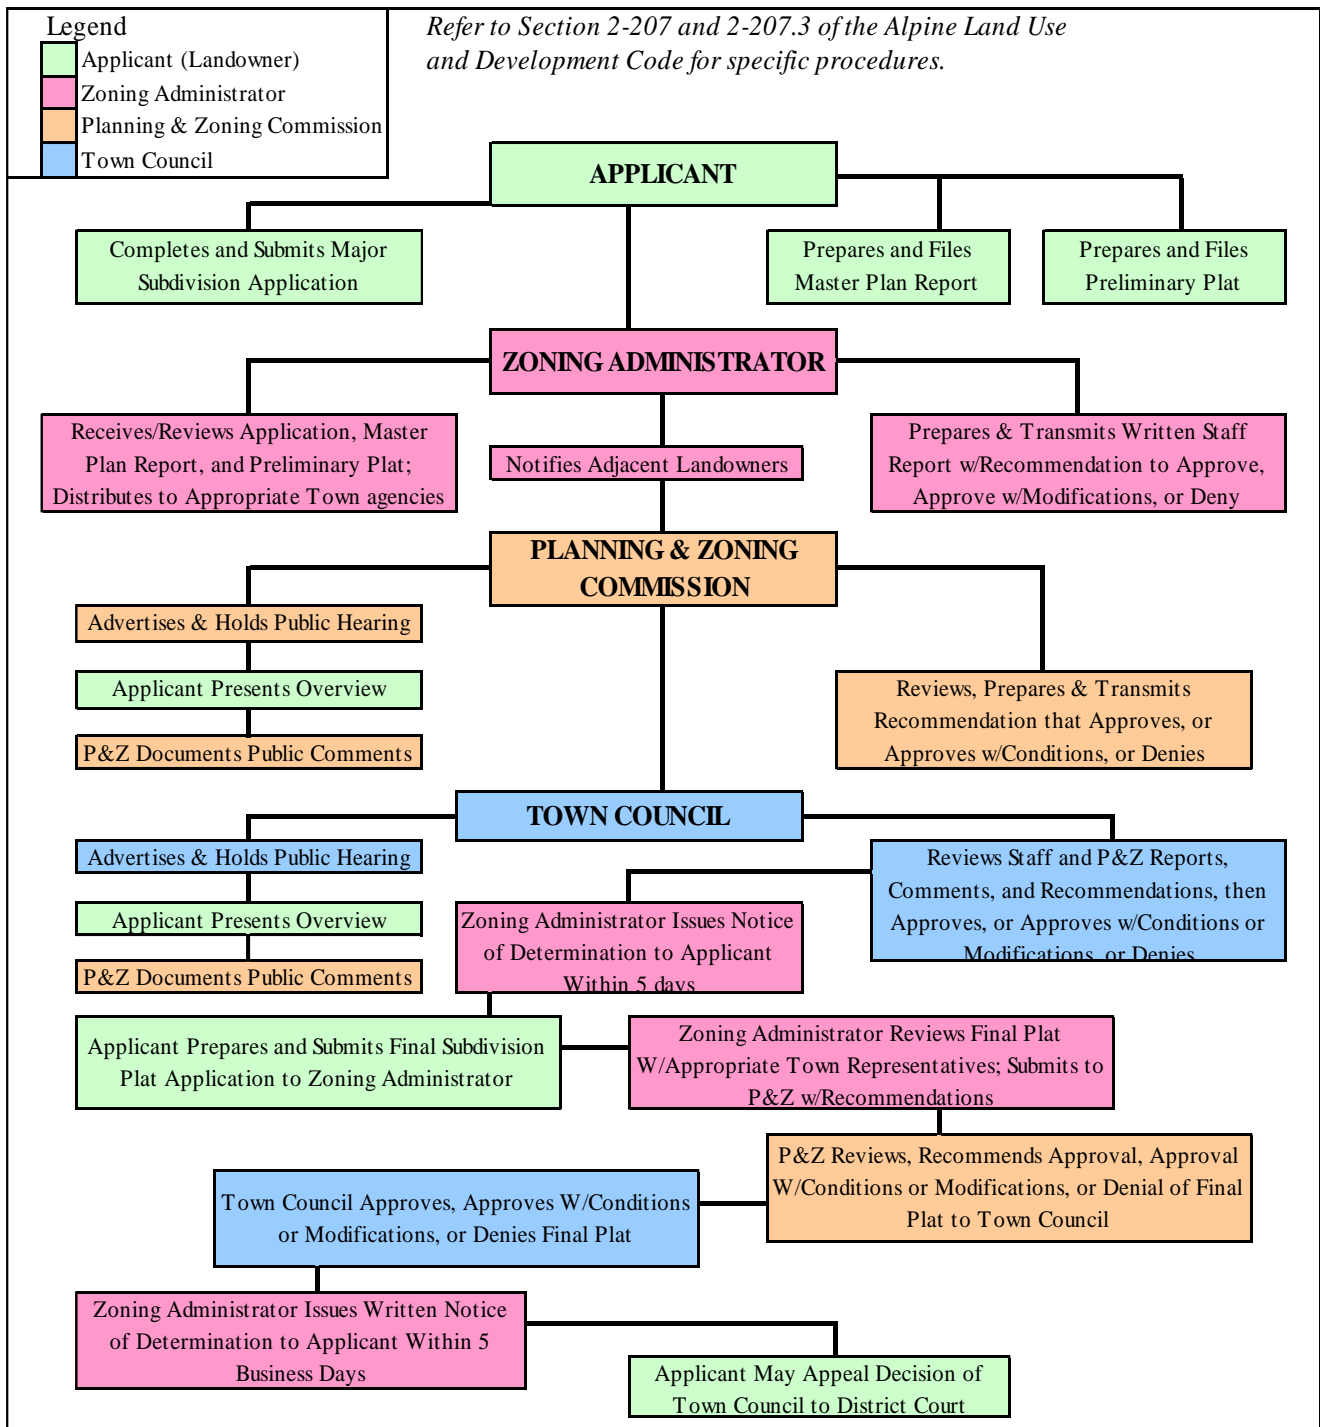 Legend
Applicant (Landowner)
Zoning Administrator
Planning & Zoning Commission
Town Council
Refer to Section 2-207 and 2-207.3 of the Alpine Land Use
and Development Code for specific procedures.
APPLICANT
Completes and Submits Major
Subdivision Application
Prepares and Files
Master Plan Report
Prepares and Files
Preliminary Plat
ZONING ADMINISTRATOR
Receives/Reviews Application, Master
Plan Report, and Preliminary Plat;
Distributes to Appropriate Town agencies
Notifies Adjacent Landowners
Prepares & Transmits Written Staff
Report w/Recommendation to Approve,
Approve w/Modifications, or Deny
PLANNING & ZONING
COMMISSION
Advertises & Holds Public Hearing
Applicant Presents Overview
P&Z Documents Public Comments
Reviews, Prepares & Transmits
Recommendation that Approves, or
Approves w/Conditions, or Denies
TOWN COUNCIL
Advertises & Holds Public Hearing
Applicant Presents Overview
P&Z Documents Public Comments
Reviews Staff and P&Z Reports,
Comments, and Recommendations, then
Approves, or Approves w/Conditions or
Modifications, or Denies
Zoning Administrator Issues Notice
of Determination to Applicant
Within 5 days
Applicant Prepares and Submits Final Subdivision
Plat Application to Zoning Administrator
Zoning Administrator Reviews Final Plat
W/Appropriate Town Representatives; Submits to
P&Z w/Recommendations
P&Z Reviews, Recommends Approval, Approval
W/Conditions or Modifications, or Denial of Final
Plat to Town Council
Town Council Approves, Approves W/Conditions
or Modifications, or Denies Final Plat
Zoning Administrator Issues Written Notice
of Determination to Applicant Within 5
Business Days
Applicant May Appeal Decision of
Town Council to District Court